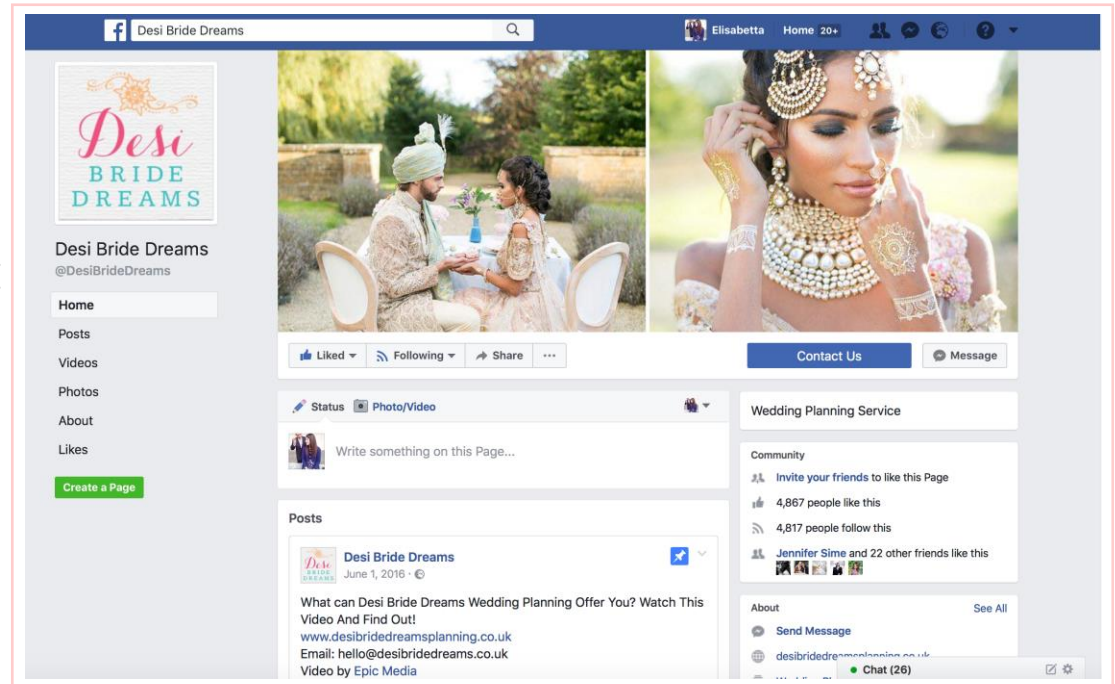 Desi Bride Dreams
Elisabetta
Home 20+
Desi
BRIDE
DREAMS
Desi Bride Dreams
@DesiBrideDreams
Home
Posts
Videos
Photos
About
Likes
Create a Page
Liked
Following
Share
Contact Us
Message
Status
Photo/Video
Write something on this Page...
Posts
Desi
BRIDE
DREAMS
Desi Bride Dreams
June 1, 2016 ·
What can Desi Bride Dreams Wedding Planning Offer You? Watch This
Video And Find Out!
www.desibridedreamsplanning.co.uk
Email: hello@desibridedreams.co.uk
Video by Epic Media
Wedding Planning Service
Community
Invite your friends to like this Page
4,867 people like this
4,817 people follow this
Jennifer Sime and 22 other friends like this
About
See All
Send Message
Chat (26)